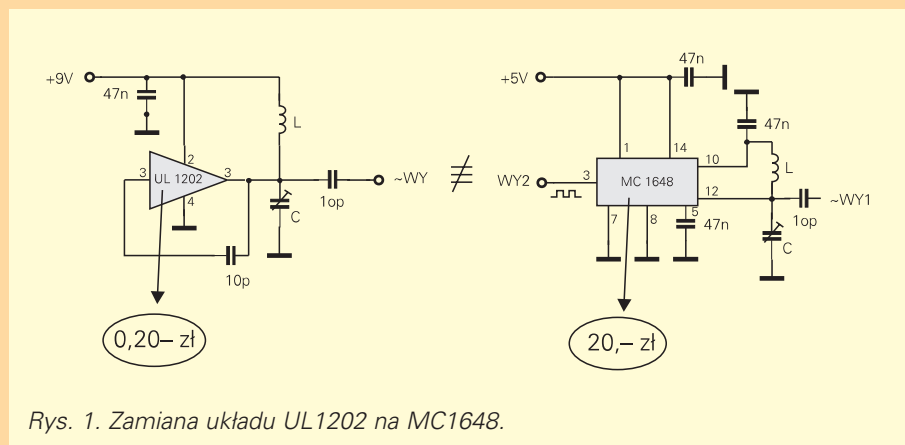 +9V
47n
L
3
UL 1202
2
3
4
1op
~WY
C
10p
0,20– zł
+5V
47n
47n
1
14
10
L
WY2
3
MC 1648
12
1op
~WY1
7
8
5
47n
C
20,– zł
Rys. 1. Zamiana układu UL1202 na MC1648.